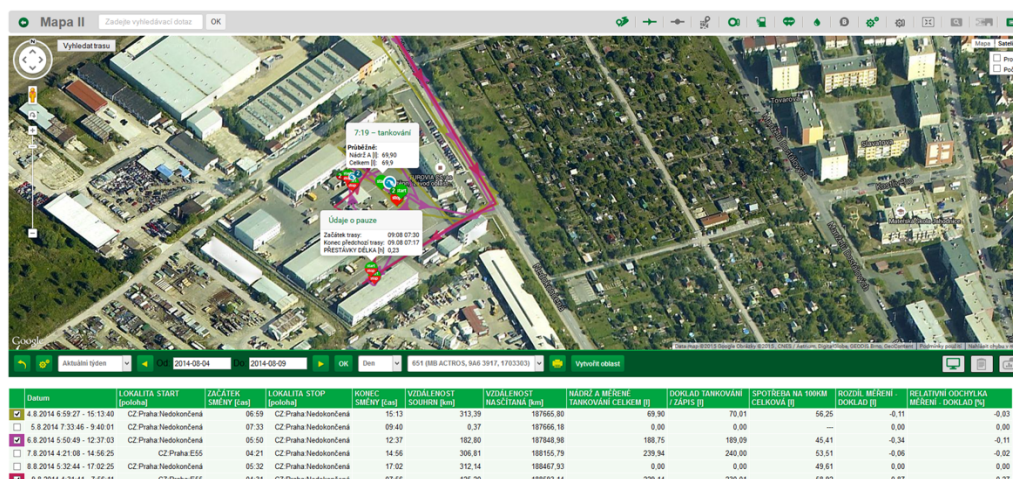 Mapa II
Zadejte vyhledávací dotaz
OK
Vyhledat trasu
Mapa
7:19 – tankování
Průběžné:
Nádrž A [l]: 69,90
Celkem [l]: 69,9
Údaje o pauze
Začátek trasy: 09.08 07:30
Konec předchozí trasy: 09.08 07:17
PŘESTÁVKY DÉLKA [h] 0,23
Google
Aktuální týden
Od: 2014-08-04
Do: 2014-08-09
OK
Den
651 (MB ACTROS, 9A6 3917, 1703303)
Vytvořit oblast
Datum LOKALITA START [poloha] ZAČÁTEK SMĚNY [čas] LOKALITA STOP [poloha] KONEC SMĚNY [čas] VZDÁLENOST SOUHRN [km] VZDÁLENOST NASČÍTANÁ [km] NÁDRŽ A MĚŘENÉ TANKOVÁNÍ CELKEM [l] DOKLAD TANKOVÁNÍ / ZÁPIS [l] SPOTŘEBA NA 100KM CELKOVÁ [l] ROZDÍL MĚŘENÍ - DOKLAD [l] RELATIVNÍ ODCHYLKA MĚŘENÍ - DOKLAD [%]
4.8.2014 6:59:27 - 15:13:40 CZ:Praha:Nedokončená 06:59 CZ:Praha:Nedokončená 15:13 313,39 187665,80 69,90 70,01 56,25 -0,11 -0,03
5.8.2014 7:33:46 - 9:40:01 CZ:Praha:Nedokončená 07:33 CZ:Praha:Nedokončená 09:40 0,37 187666,18 0,00 0,00 — 0,00 0,00
6.8.2014 5:50:49 - 12:37:03 CZ:Praha:Nedokončená 05:50 CZ:Praha:Nedokončená 12:37 182,80 187848,98 188,75 189,09 45,41 -0,34 -0,11
7.8.2014 4:21:08 - 14:56:25 CZ:Praha:E55 04:21 CZ:Praha:Nedokončená 14:56 306,81 188155,79 239,94 240,00 53,51 -0,06 -0,02
8.8.2014 5:32:44 - 17:02:25 CZ:Praha:Nedokončená 05:32 CZ:Praha:Nedokončená 17:02 312,14 188467,93 0,00 0,00 49,61 0,00 0,00